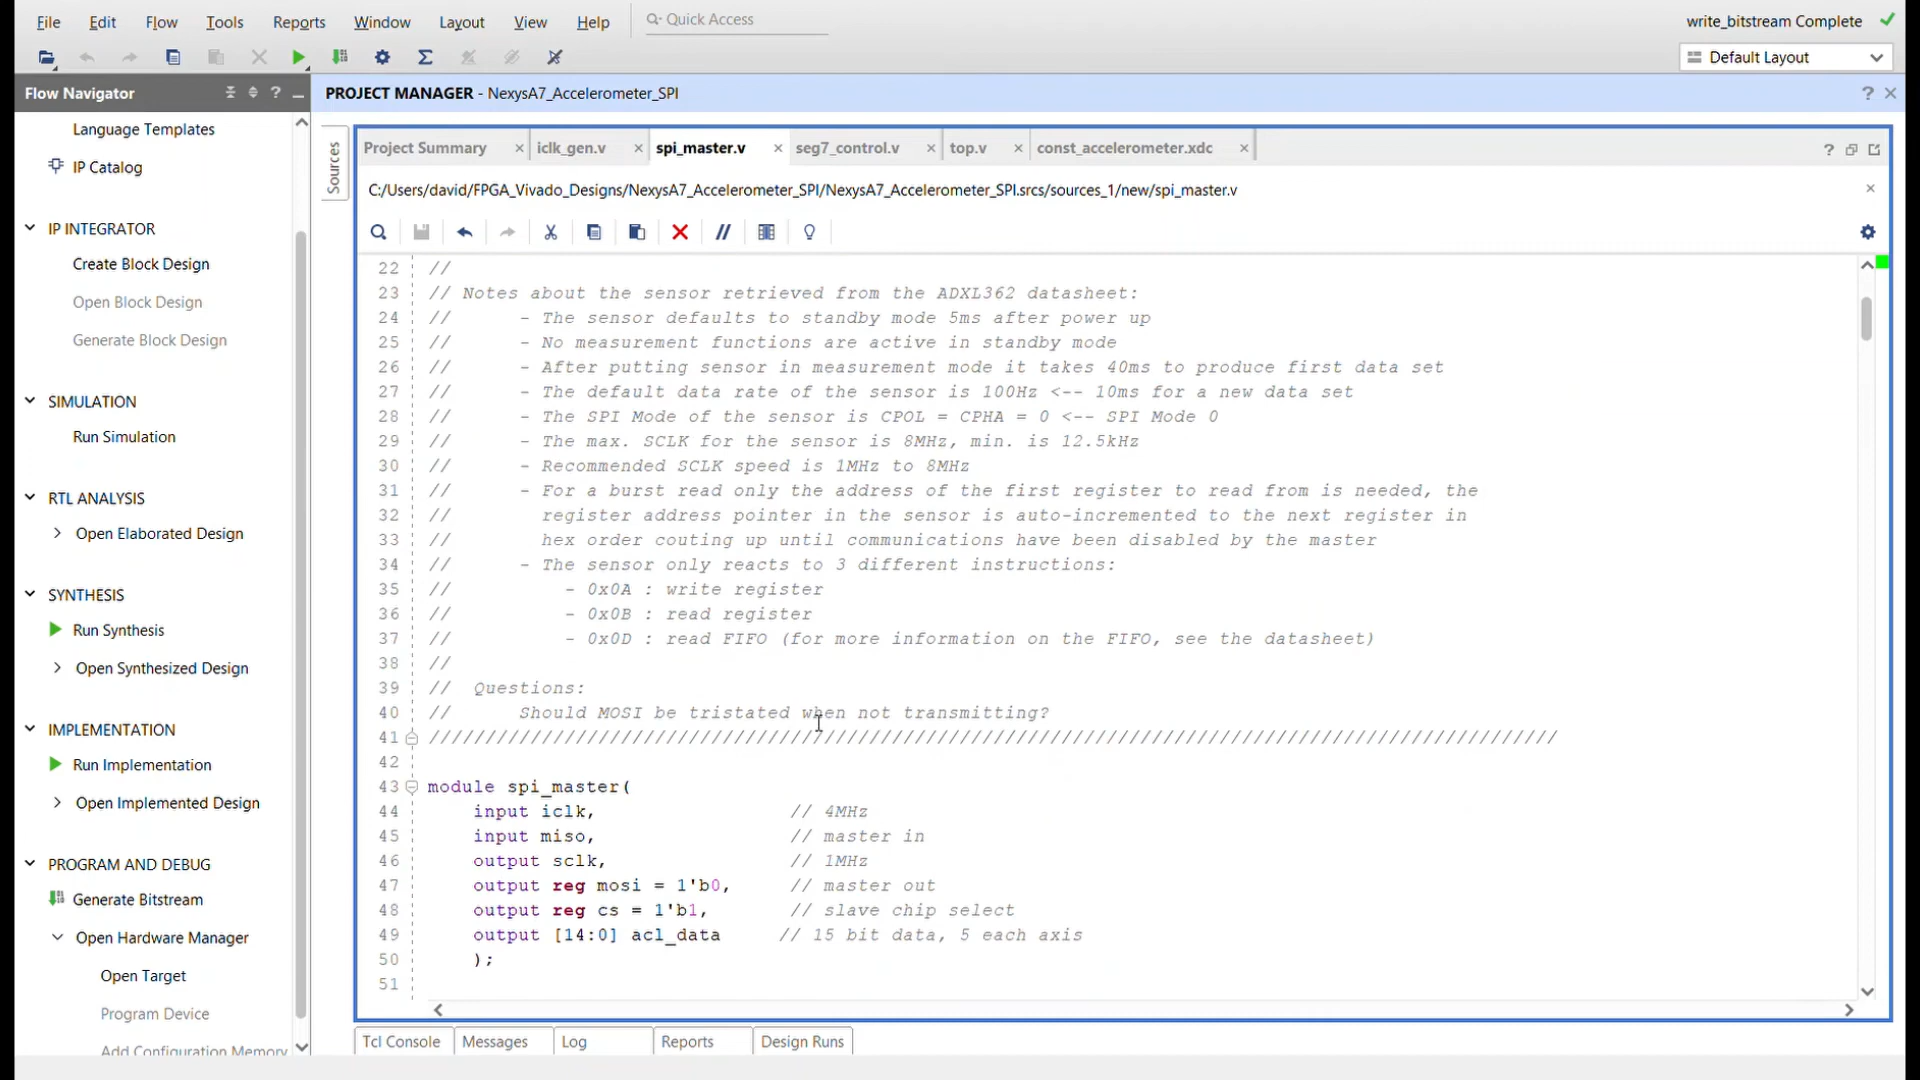 File Edit Flow Tools Reports Window Layout View Help Quick Access write_bitstream Complete
Default Layout
Flow Navigator
PROJECT MANAGER - NexysA7_Accelerometer_SPI
Language Templates
IP Catalog
IP INTEGRATOR
Create Block Design
Open Block Design
Generate Block Design
SIMULATION
Run Simulation
RTL ANALYSIS
Open Elaborated Design
SYNTHESIS
Run Synthesis
Open Synthesized Design
IMPLEMENTATION
Run Implementation
Open Implemented Design
PROGRAM AND DEBUG
Generate Bitstream
Open Hardware Manager
Open Target
Program Device
Add Configuration Memory
Sources
Project Summary iclk_gen.v spi_master.v seg7_control.v top.v const_accelerometer.xdc
C:/Users/david/FPGA_Vivado_Designs/NexysA7_Accelerometer_SPI/NexysA7_Accelerometer_SPI.srcs/sources_1/new/spi_master.v
22 //
23 // Notes about the sensor retrieved from the ADXL362 datasheet:
24 // - The sensor defaults to standby mode 5ms after power up
25 // - No measurement functions are active in standby mode
26 // - After putting sensor in measurement mode it takes 40ms to produce first data set
27 // - The default data rate of the sensor is 100Hz <-- 10ms for a new data set
28 // - The SPI Mode of the sensor is CPOL = CPHA = 0 <-- SPI Mode 0
29 // - The max. SCLK for the sensor is 8MHz, min. is 12.5kHz
30 // - Recommended SCLK speed is 1MHz to 8MHz
31 // - For a burst read only the address of the first register to read from is needed, the
32 // register address pointer in the sensor is auto-incremented to the next register in
33 // hex order couting up until communications have been disabled by the master
34 // - The sensor only reacts to 3 different instructions:
35 // - 0x0A : write register
36 // - 0x0B : read register
37 // - 0x0D : read FIFO (for more information on the FIFO, see the datasheet)
38 //
39 // Questions:
40 // Should MOSI be tristated when not transmitting?
41 ////////////////////////////////////////////////////////////////////////////////////////////////////
42
43 module spi_master(
44 input iclk, // 4MHz
45 input miso, // master in
46 output sclk, // 1MHz
47 output reg mosi = 1'b0, // master out
48 output reg cs = 1'b1, // slave chip select
49 output [14:0] acl_data // 15 bit data, 5 each axis
50 );
51
Tcl Console Messages Log Reports Design Runs